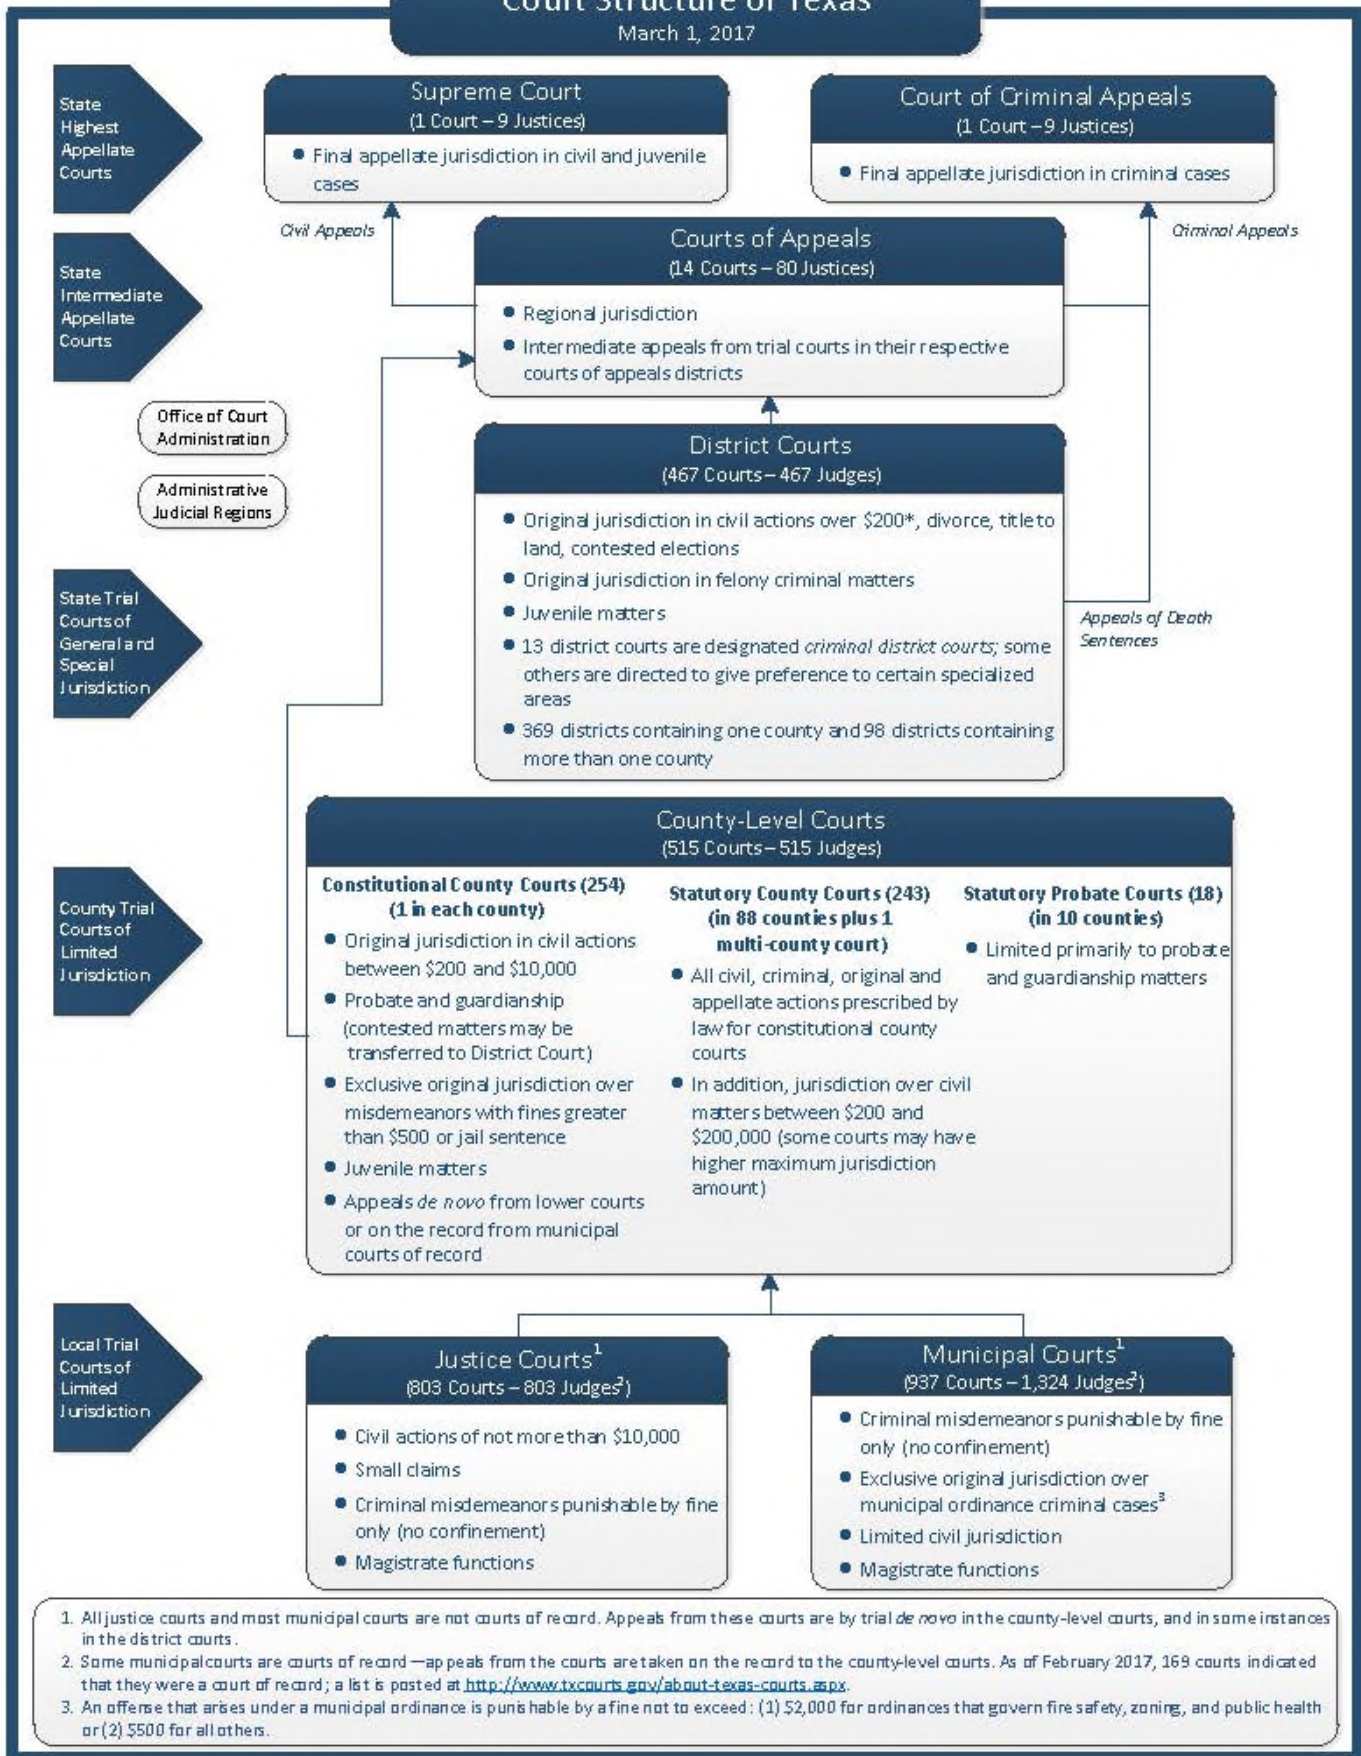 Court Structure of Texas
March 1, 2017
State
Highest
Appellate
Courts
Supreme Court
(1 Court – 9 Justices)
• Final appellate jurisdiction in civil and juvenile
cases
Court of Criminal Appeals
(1 Court – 9 Justices)
• Final appellate jurisdiction in criminal cases
Civil Appeals
Criminal Appeals
State
Intermediate
Appellate
Courts
Courts of Appeals
(14 Courts – 80 Justices)
• Regional jurisdiction
• Intermediate appeals from trial courts in their respective
courts of appeals districts
Office of Court
Administration
Administrative
Judicial Regions
State Trial
Courts of
General and
Special
Jurisdiction
District Courts
(467 Courts – 467 Judges)
• Original jurisdiction in civil actions over $200*, divorce, title to
land, contested elections
• Original jurisdiction in felony criminal matters
• Juvenile matters
• 13 district courts are designated criminal district courts; some
others are directed to give preference to certain specialized
areas
• 369 districts containing one county and 98 districts containing
more than one county
Appeals of Death
Sentences
County Trial
Courts of
Limited
Jurisdiction
County-Level Courts
(515 Courts – 515 Judges)
Constitutional County Courts (254)
(1 in each county)
• Original jurisdiction in civil actions
between $200 and $10,000
• Probate and guardianship
(contested matters may be
transferred to District Court)
• Exclusive original jurisdiction over
misdemeanors with fines greater
than $500 or jail sentence
• Juvenile matters
• Appeals de novo from lower courts
or on the record from municipal
courts of record
Statutory County Courts (243)
(in 88 counties plus 1
multi-county court)
• All civil, criminal, original and
appellate actions prescribed by
law for constitutional county
courts
• In addition, jurisdiction over civil
matters between $200 and
$200,000 (some courts may have
higher maximum jurisdiction
amount)
Statutory Probate Courts (18)
(in 10 counties)
• Limited primarily to probate
and guardianship matters
Local Trial
Courts of
Limited
Jurisdiction
Justice Courts¹
(803 Courts – 803 Judges²)
• Civil actions of not more than $10,000
• Small claims
• Criminal misdemeanors punishable by fine
only (no confinement)
• Magistrate functions
Municipal Courts¹
(937 Courts – 1,324 Judges²)
• Criminal misdemeanors punishable by fine
only (no confinement)
• Exclusive original jurisdiction over
municipal ordinance criminal cases³
• Limited civil jurisdiction
• Magistrate functions
1. All justice courts and most municipal courts are not courts of record. Appeals from these courts are by trial de novo in the county-level courts, and in some instances
in the district courts.
2. Some municipal courts are courts of record—appeals from the courts are taken on the record to the county-level courts. As of February 2017, 169 courts indicated
that they were a court of record; a list is posted at http://www.txcourts.gov/about-texas-courts.aspx.
3. An offense that arises under a municipal ordinance is punishable by a fine not to exceed: (1) $2,000 for ordinances that govern fire safety, zoning, and public health
or (2) $500 for all others.